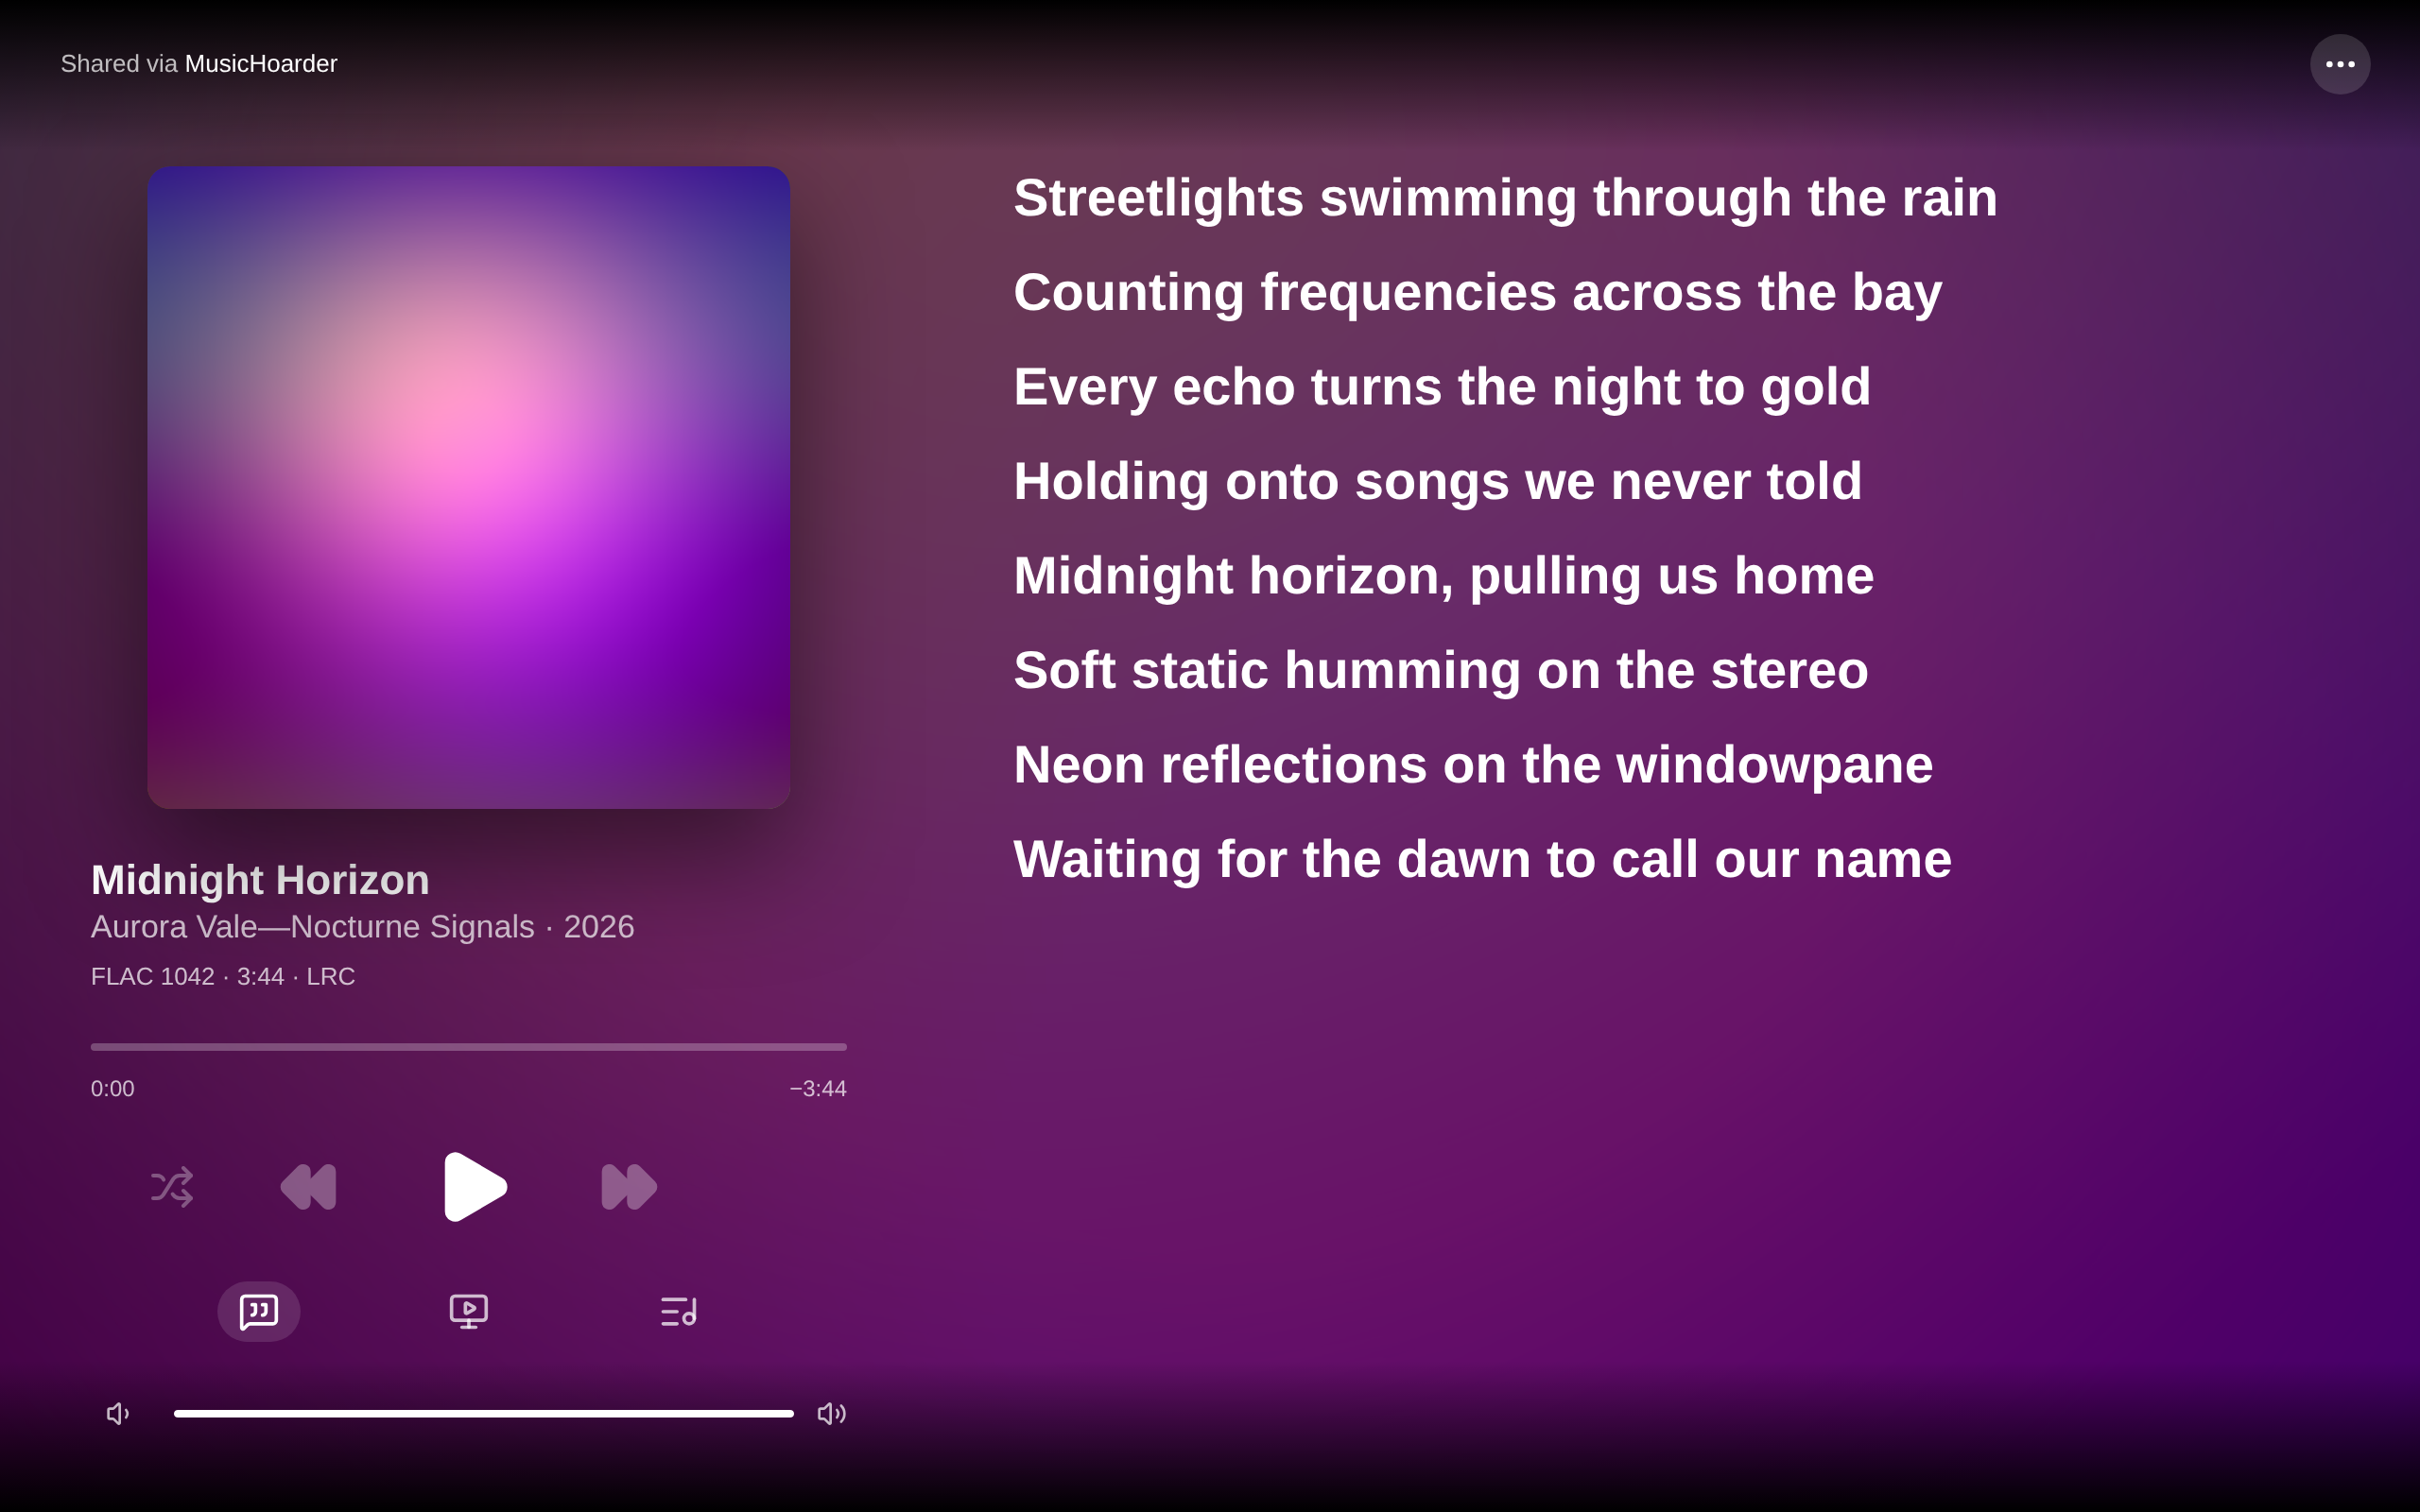 Shared via MusicHoarder
Midnight Horizon
Aurora Vale—Nocturne Signals · 2026
FLAC 1042 · 3:44 · LRC
0:00
−3:44
Streetlights swimming through the rain
Counting frequencies across the bay
Every echo turns the night to gold
Holding onto songs we never told
Midnight horizon, pulling us home
Soft static humming on the stereo
Neon reflections on the windowpane
Waiting for the dawn to call our name